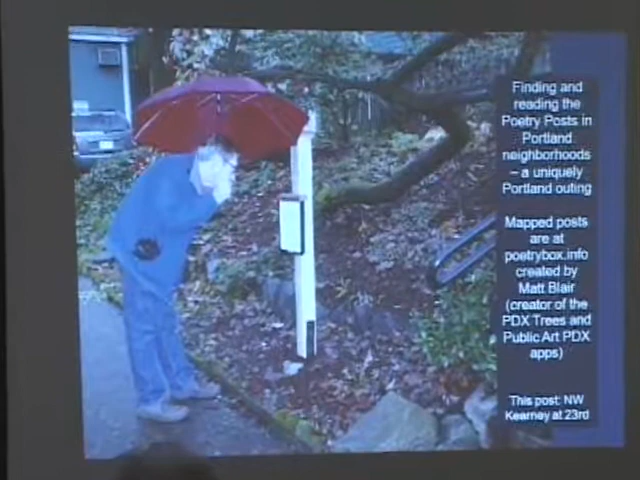 Finding and
reading the
Poetry Posts in
Portland
neighborhoods
– a uniquely
Portland outing
Mapped posts
are at
poetrybox.info
created by
Matt Blair
(creator of the
PDX Trees and
Public Art PDX
apps)
This post: NW
Kearney at 23rd